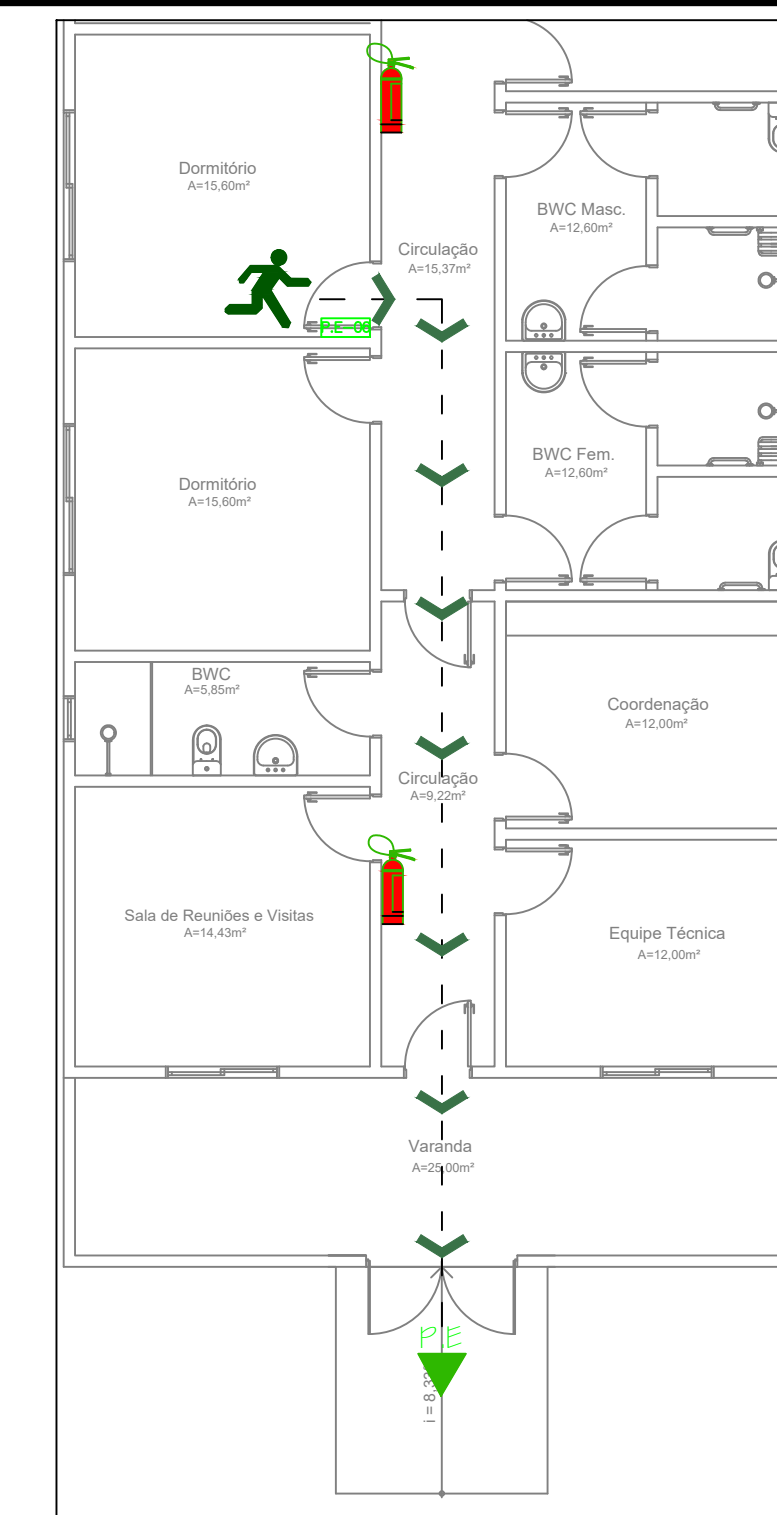 Dormitório
A=15,60m²
BWC Masc.
A=12,60m²
Circulação
A=15,37m²
BWC Fem.
A=12,60m²
Dormitório
A=15,60m²
BWC
A=5,85m²
Coordenação
A=12,00m²
Circulação
A=9,22m²
Sala de Reuniões e Visitas
A=14,43m²
Equipe Técnica
A=12,00m²
Varanda
A=25,00m²
P.E